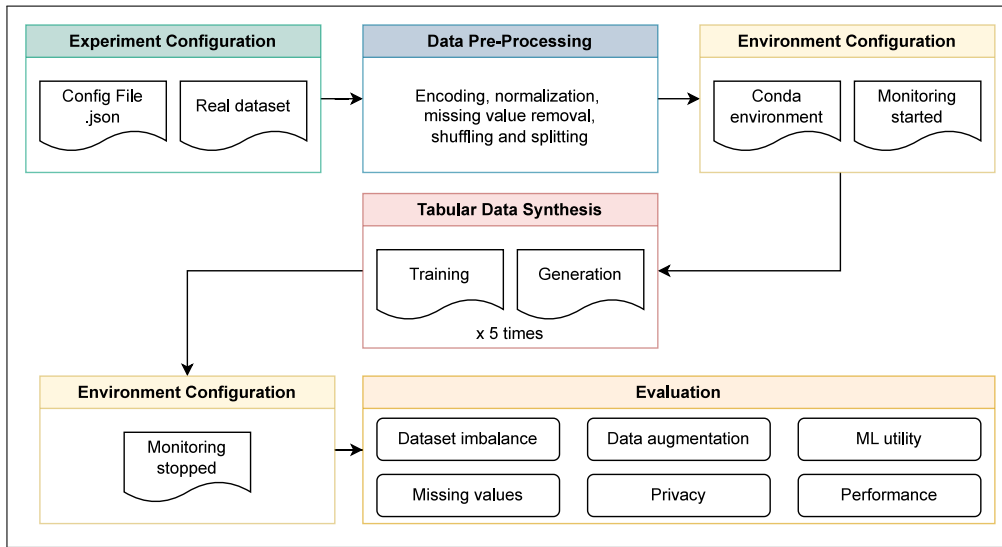 Experiment Configuration
Config File
.json
Real dataset
Data Pre-Processing
Encoding, normalization,
missing value removal,
shuffling and splitting
Environment Configuration
Conda
environment
Monitoring
started
Tabular Data Synthesis
Training
Generation
x 5 times
Environment Configuration
Monitoring
stopped
Evaluation
Dataset imbalance
Data augmentation
ML utility
Missing values
Privacy
Performance